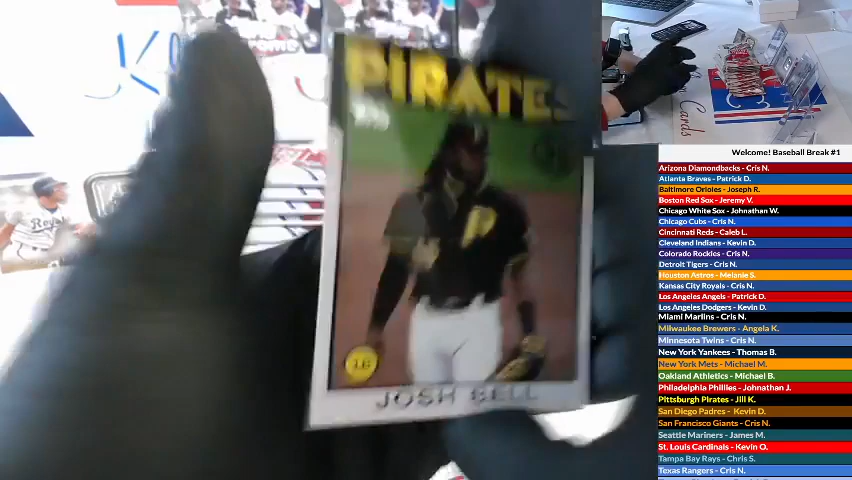 PIRATES
1B
JOSH BELL
Royals
Cards
Welcome! Baseball Break #1
Arizona Diamondbacks - Cris N.
Atlanta Braves - Patrick D.
Baltimore Orioles - Joseph R.
Boston Red Sox - Jeremy V.
Chicago White Sox - Johnathan W.
Chicago Cubs - Cris N.
Cincinnati Reds - Caleb L.
Cleveland Indians - Kevin D.
Colorado Rockies - Cris N.
Detroit Tigers - Cris N.
Houston Astros - Melanie S.
Kansas City Royals - Cris N.
Los Angeles Angels - Patrick D.
Los Angeles Dodgers - Kevin D.
Miami Marlins - Cris N.
Milwaukee Brewers - Angela K.
Minnesota Twins - Cris N.
New York Yankees - Thomas B.
New York Mets - Michael M.
Oakland Athletics - Michael B.
Philadelphia Phillies - Johnathan J.
Pittsburgh Pirates - Jill K.
San Diego Padres - Kevin D.
San Francisco Giants - Cris N.
Seattle Mariners - James M.
St. Louis Cardinals - Kevin O.
Tampa Bay Rays - Chris S.
Texas Rangers - Cris N.